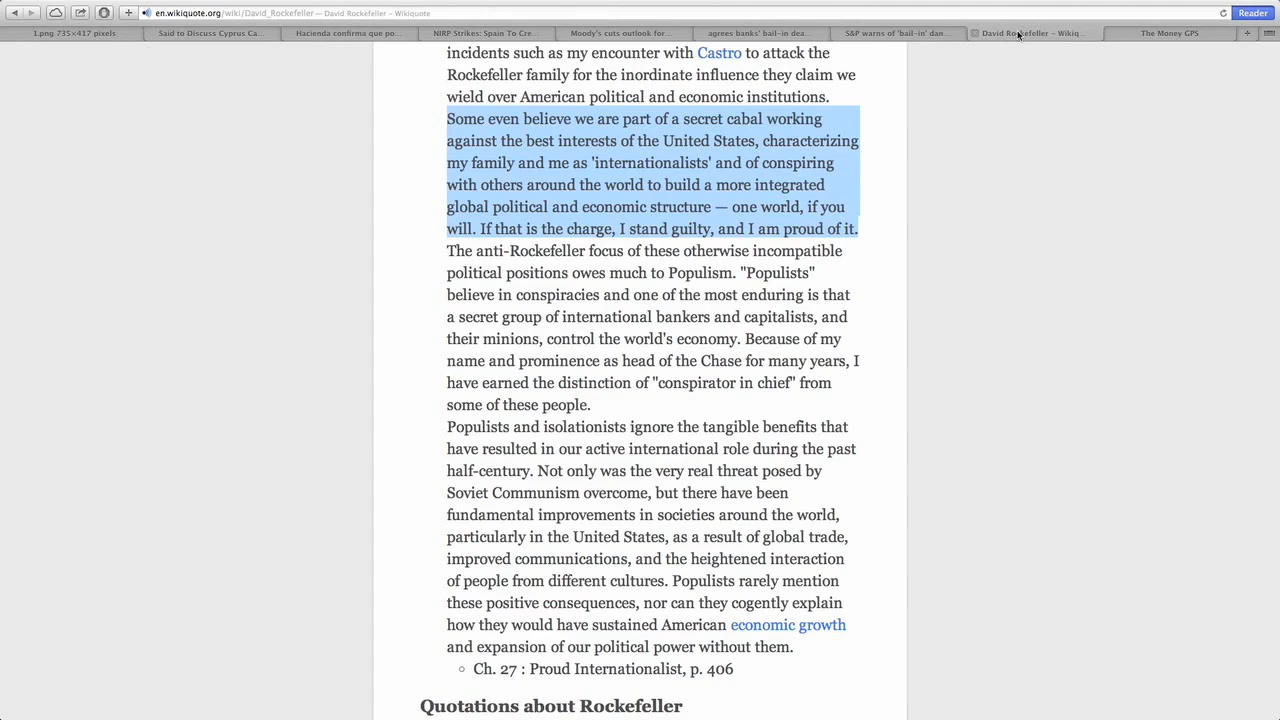 en.wikiquote.org/wiki/David_Rockefeller — David Rockefeller – Wikiquote
Reader
1.png 735×417 pixels
Said to Discuss Cyprus Ca...
Hacienda confirma que po...
NIRP Strikes: Spain To Cre...
Moody's cuts outlook for...
agrees banks' bail-in dea...
S&P warns of 'bail-in' dan...
David Rockefeller – Wikiq...
The Money GPS
incidents such as my encounter with Castro to attack the
Rockefeller family for the inordinate influence they claim we
wield over American political and economic institutions.
Some even believe we are part of a secret cabal working
against the best interests of the United States, characterizing
my family and me as 'internationalists' and of conspiring
with others around the world to build a more integrated
global political and economic structure — one world, if you
will. If that is the charge, I stand guilty, and I am proud of it.
The anti-Rockefeller focus of these otherwise incompatible
political positions owes much to Populism. "Populists"
believe in conspiracies and one of the most enduring is that
a secret group of international bankers and capitalists, and
their minions, control the world's economy. Because of my
name and prominence as head of the Chase for many years, I
have earned the distinction of "conspirator in chief" from
some of these people.
Populists and isolationists ignore the tangible benefits that
have resulted in our active international role during the past
half-century. Not only was the very real threat posed by
Soviet Communism overcome, but there have been
fundamental improvements in societies around the world,
particularly in the United States, as a result of global trade,
improved communications, and the heightened interaction
of people from different cultures. Populists rarely mention
these positive consequences, nor can they cogently explain
how they would have sustained American economic growth
and expansion of our political power without them.
◦ Ch. 27 : Proud Internationalist, p. 406
Quotations about Rockefeller